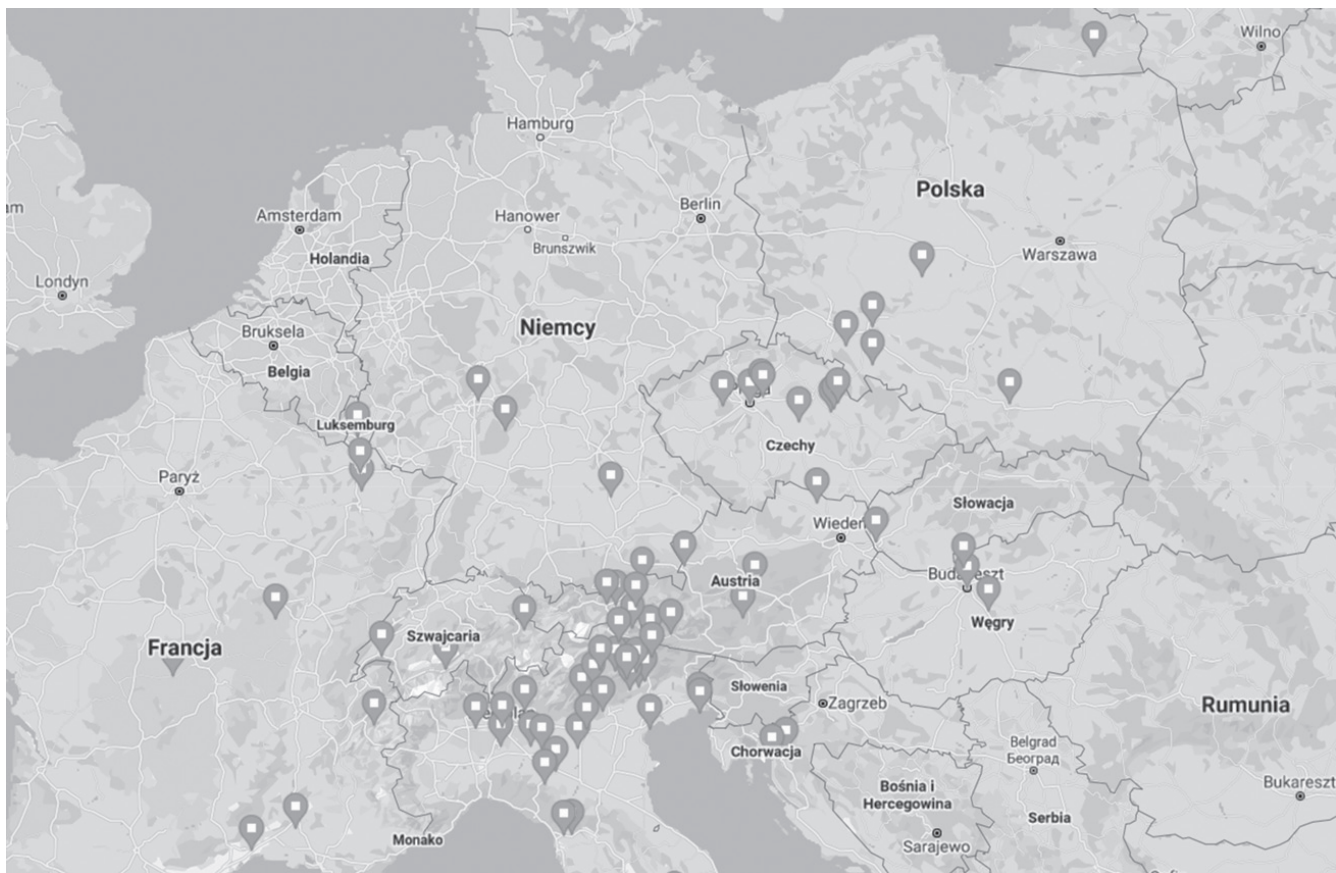 Wilno
Hamburg
Polska
Berlin
Amsterdam
Hanower
Brunszwik
Holandia
Warszawa
am
Londyn
Bruksela
Niemcy
Belgia
Luksemburg
Czechy
Paryż
Słowacja
Wiedeń
Austria
Węgry
Szwajcaria
Francja
Słowenia
Zagrzeb
Rumunia
Chorwacja
Belgrad
Београд
Bośnia i
Hercegowina
Bukareszt
Serbia
Monako
Sarajewo